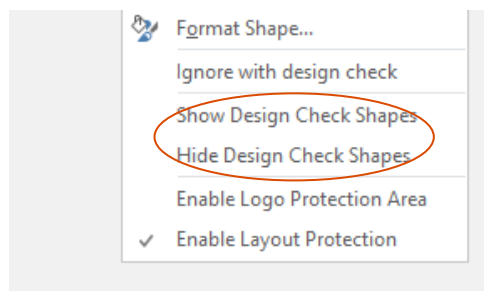 Format Shape...
Ignore with design check
Show Design Check Shapes
Hide Design Check Shapes
Enable Logo Protection Area
Enable Layout Protection